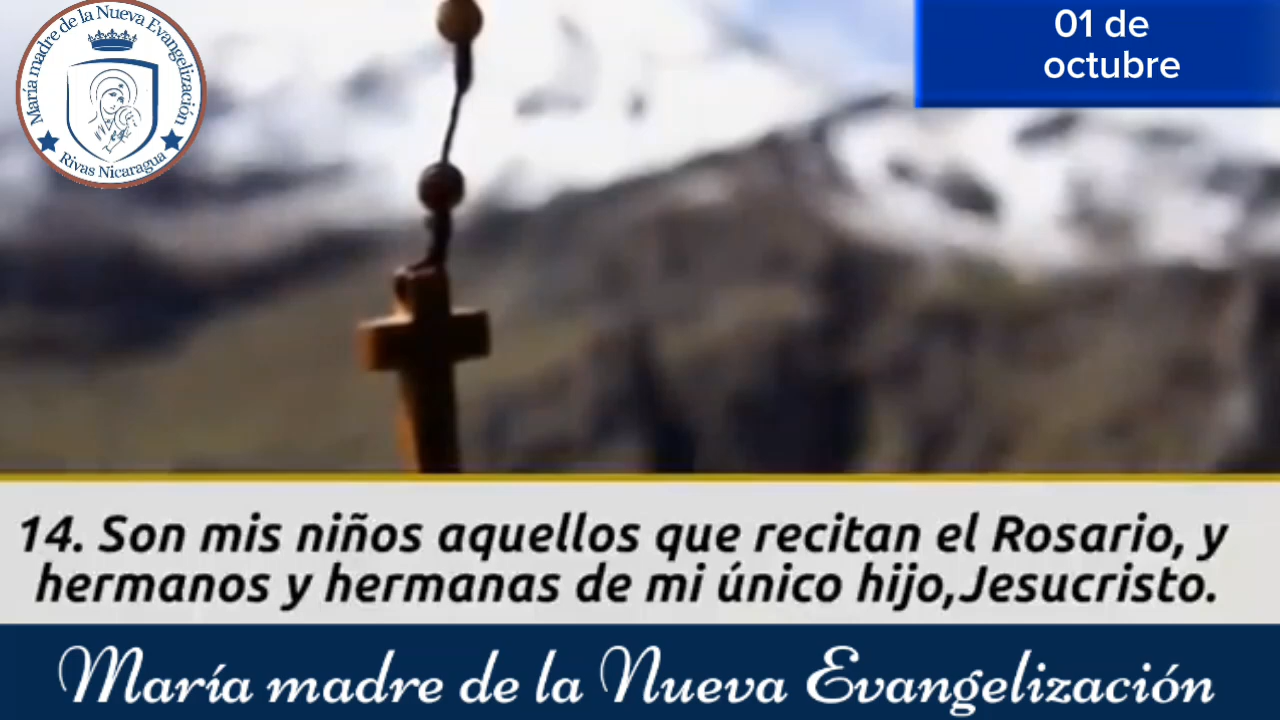 María madre de la Nueva Evangelización
Rivas Nicaragua
01 de
octubre
14. Son mis niños aquellos que recitan el Rosario, y
hermanos y hermanas de mi único hijo,Jesucristo.
María madre de la Nueva Evangelización